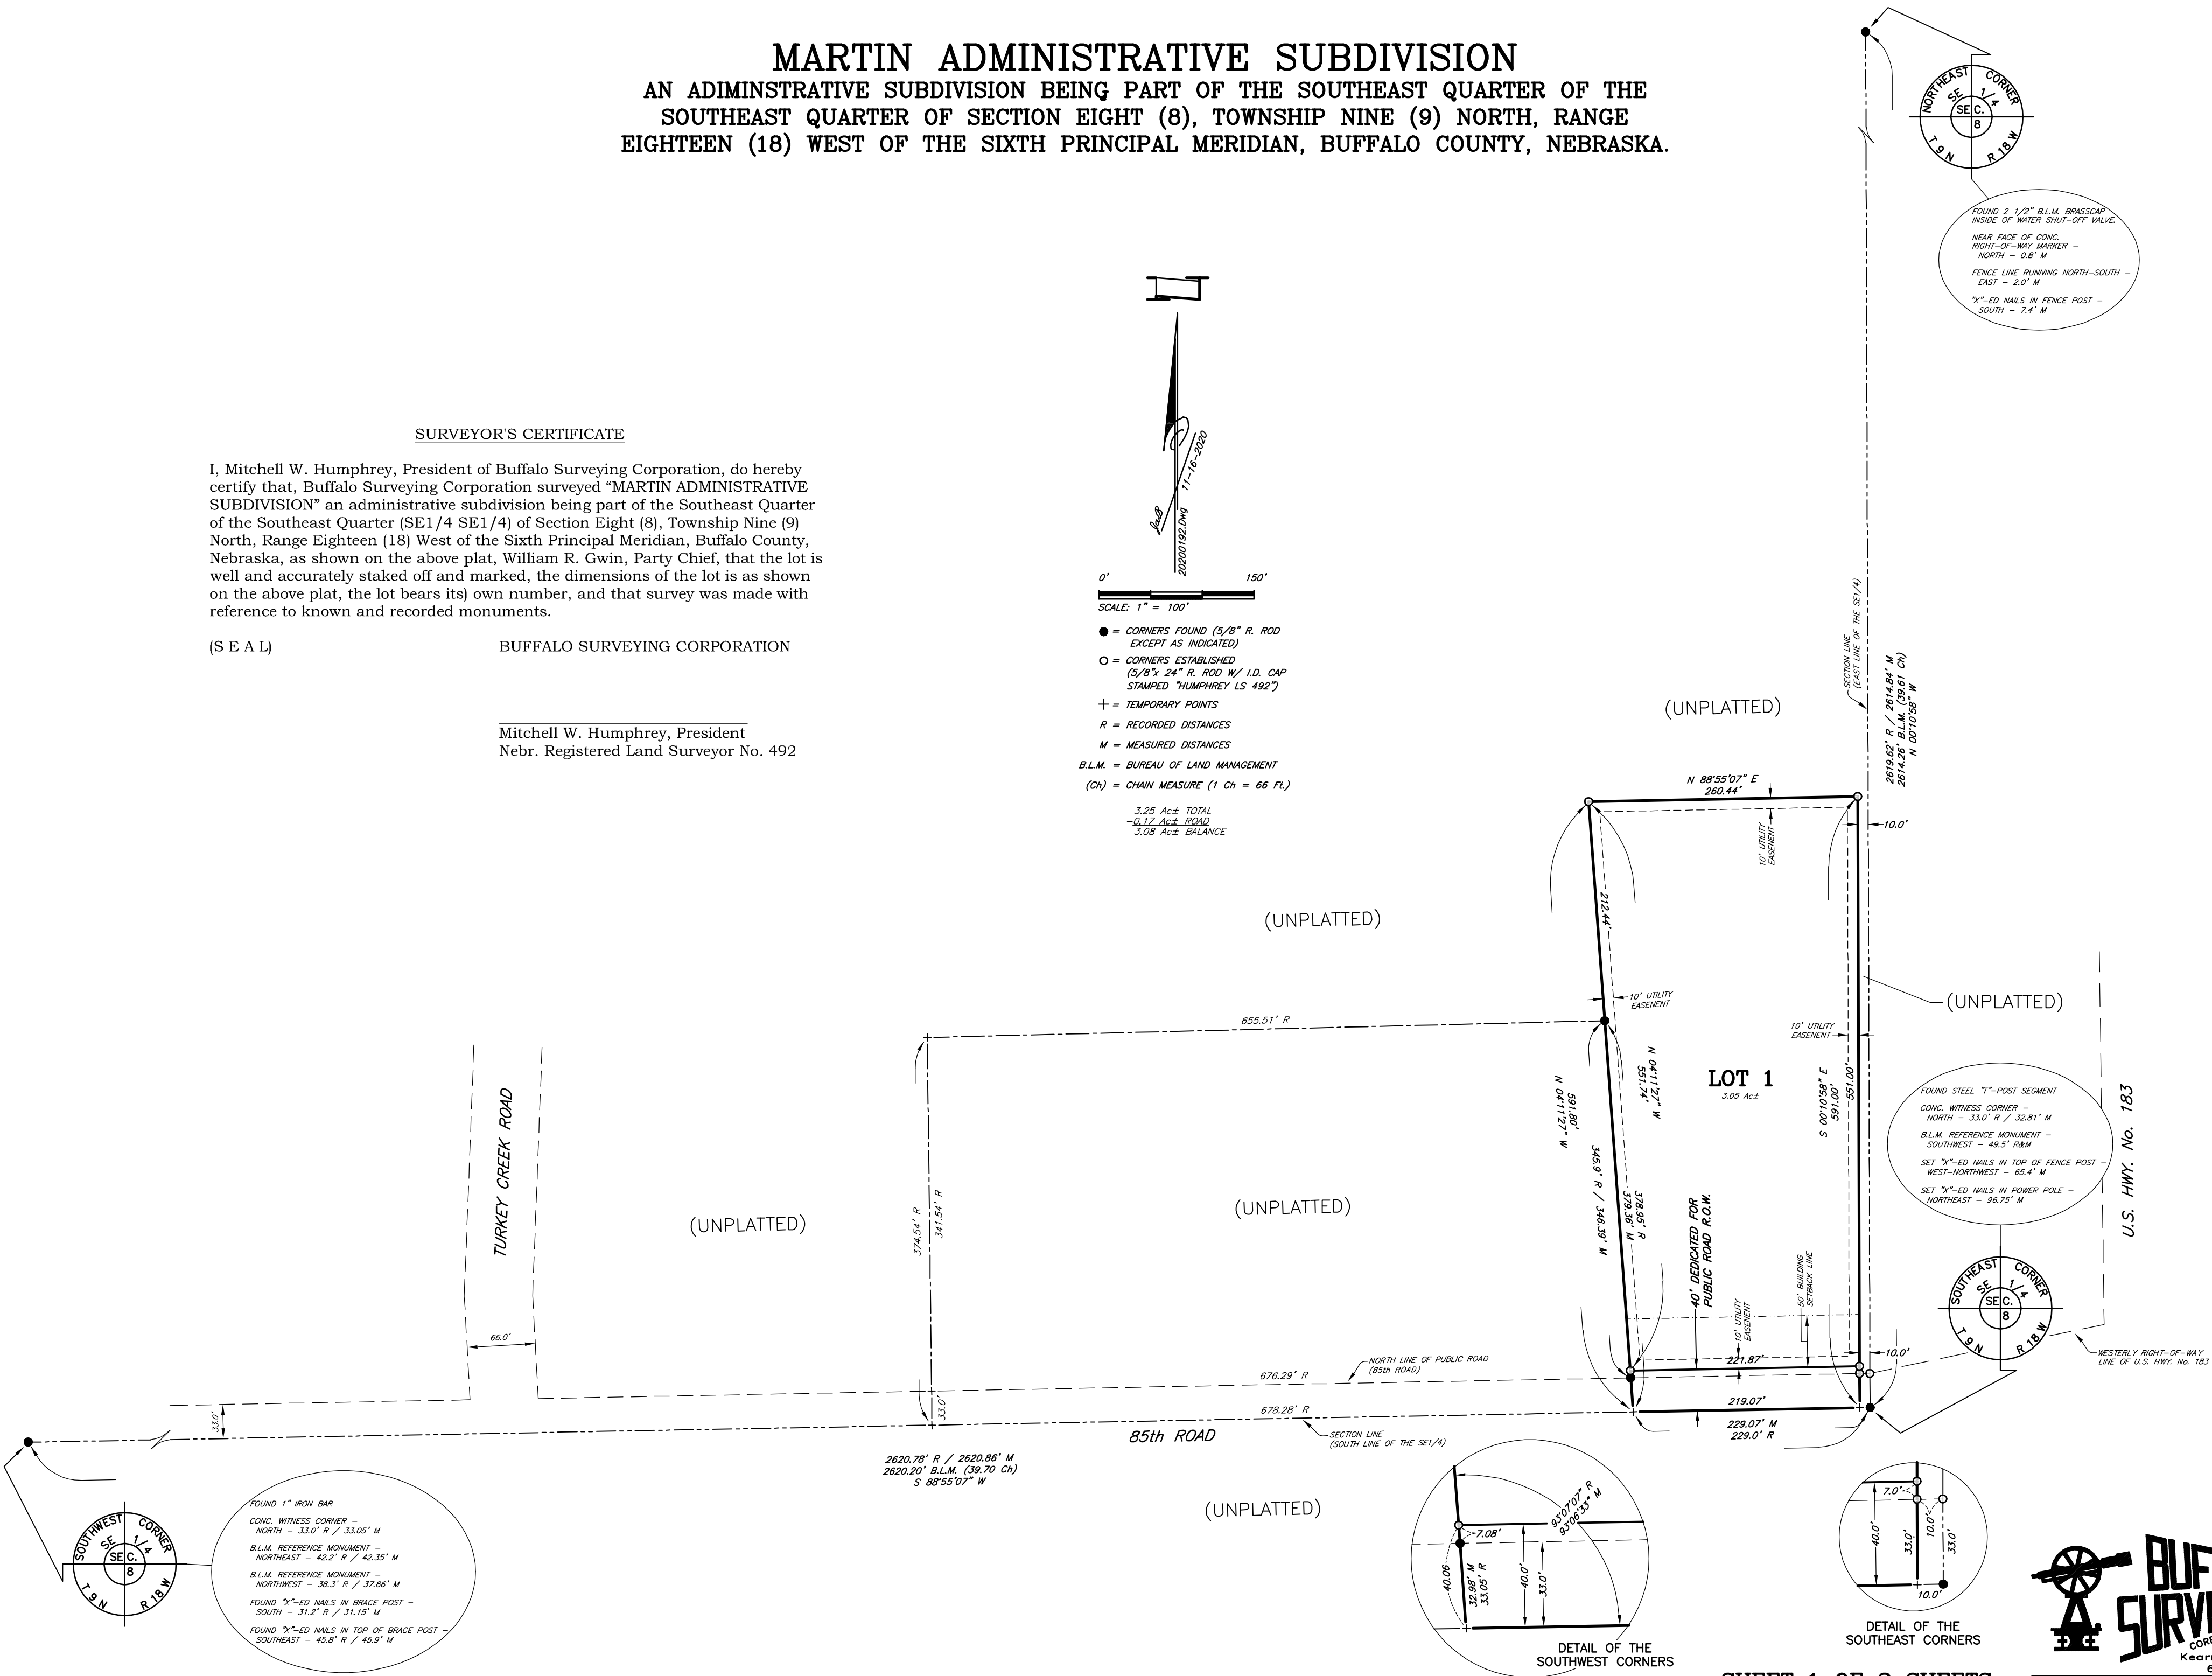 MARTIN ADMINISTRATIVE SUBDIVISION
AN ADIMINSTRATIVE SUBDIVISION BEING PART OF THE SOUTHEAST QUARTER OF THE
SOUTHEAST QUARTER OF SECTION EIGHT (8), TOWNSHIP NINE (9) NORTH, RANGE
EIGHTEEN (18) WEST OF THE SIXTH PRINCIPAL MERIDIAN, BUFFALO COUNTY, NEBRASKA.
NORTHEAST CORNER
SE 1/4
SEC.
8
T 9 N R 18 W
FOUND 2 1/2" B.L.M. BRASSCAP
INSIDE OF WATER SHUT-OFF VALVE.
NEAR FACE OF CONC.
RIGHT-OF-WAY MARKER –
NORTH – 0.8' M
FENCE LINE RUNNING NORTH-SOUTH –
EAST – 2.0' M
"X"-ED NAILS IN FENCE POST –
SOUTH – 7.4' M
SURVEYOR'S CERTIFICATE
I, Mitchell W. Humphrey, President of Buffalo Surveying Corporation, do hereby
certify that, Buffalo Surveying Corporation surveyed “MARTIN ADMINISTRATIVE
SUBDIVISION” an administrative subdivision being part of the Southeast Quarter
of the Southeast Quarter (SE1/4 SE1/4) of Section Eight (8), Township Nine (9)
North, Range Eighteen (18) West of the Sixth Principal Meridian, Buffalo County,
Nebraska, as shown on the above plat, William R. Gwin, Party Chief, that the lot is
well and accurately staked off and marked, the dimensions of the lot is as shown
on the above plat, the lot bears its) own number, and that survey was made with
reference to known and recorded monuments.
(S E A L)
BUFFALO SURVEYING CORPORATION
Mitchell W. Humphrey, President
Nebr. Registered Land Surveyor No. 492
N
11-16-2020
20200192.Dwg
0' 150'
SCALE: 1" = 100'
= CORNERS FOUND (5/8" R. ROD
EXCEPT AS INDICATED)
= CORNERS ESTABLISHED
(5/8"x 24" R. ROD W/ I.D. CAP
STAMPED "HUMPHREY LS 492")
+ = TEMPORARY POINTS
R = RECORDED DISTANCES
M = MEASURED DISTANCES
B.L.M. = BUREAU OF LAND MANAGEMENT
(Ch) = CHAIN MEASURE (1 Ch = 66 Ft.)
3.25 Ac± TOTAL
-0.17 Ac± ROAD
3.08 Ac± BALANCE
SECTION LINE
(EAST LINE OF THE SE1/4)
2619.62' R / 2614.84' M
2614.26' B.L.M. (39.61 Ch)
N 00°10'58" W
(UNPLATTED)
N 88°55'07" E
260.44'
10' UTILITY
EASENENT
10.0'
212.44'
(UNPLATTED)
10' UTILITY
EASENENT
(UNPLATTED)
10' UTILITY
EASENENT
655.51' R
N 04°11'27" W
551.74'
591.80'
N 04°11'27" W
LOT 1
3.05 Ac±
S 00°10'58" E
591.00'
551.00'
345.9' R / 346.39' M
378.95' R
379.36' M
40' DEDICATED FOR
PUBLIC ROAD R.O.W.
10' UTILITY
EASENENT
50' BUILDING
SETBACK LINE
221.87'
10.0'
219.07'
229.07' M
229.0' R
FOUND STEEL "T"-POST SEGMENT
CONC. WITNESS CORNER –
NORTH – 33.0' R / 32.81' M
B.L.M. REFERENCE MONUMENT –
SOUTHWEST – 49.5' R&M
SET "X"-ED NAILS IN TOP OF FENCE POST –
WEST-NORTHWEST – 65.4' M
SET "X"-ED NAILS IN POWER POLE –
NORTHEAST – 96.75' M
U.S. HWY. No. 183
SOUTHEAST CORNER
SE 1/4
SEC.
8
T 9 N R 18 W
WESTERLY RIGHT-OF-WAY
LINE OF U.S. HWY. No. 183
TURKEY CREEK ROAD
66.0'
(UNPLATTED)
374.54' R
341.54' R
33.0'
(UNPLATTED)
676.29' R
NORTH LINE OF PUBLIC ROAD
(85th ROAD)
678.28' R
SECTION LINE
(SOUTH LINE OF THE SE1/4)
85th ROAD
33.0'
2620.78' R / 2620.86' M
2620.20' B.L.M. (39.70 Ch)
S 88°55'07" W
(UNPLATTED)
SOUTHWEST CORNER
SE 1/4
SEC.
8
T 9 N R 18 W
FOUND 1" IRON BAR
CONC. WITNESS CORNER –
NORTH – 33.0' R / 33.05' M
B.L.M. REFERENCE MONUMENT –
NORTHEAST – 42.2' R / 42.35' M
B.L.M. REFERENCE MONUMENT –
NORTHWEST – 38.3' R / 37.86' M
FOUND "X"-ED NAILS IN BRACE POST –
SOUTH – 31.2' R / 31.15' M
FOUND "X"-ED NAILS IN TOP OF BRACE POST –
SOUTHEAST – 45.8' R / 45.9' M
93°07'07" R
93°06'33" M
7.08'
40.06
32.98' M
33.05' R
40.0'
33.0'
DETAIL OF THE
SOUTHWEST CORNERS
7.0'
40.0'
33.0'
10.0'
33.0'
10.0'
DETAIL OF THE
SOUTHEAST CORNERS